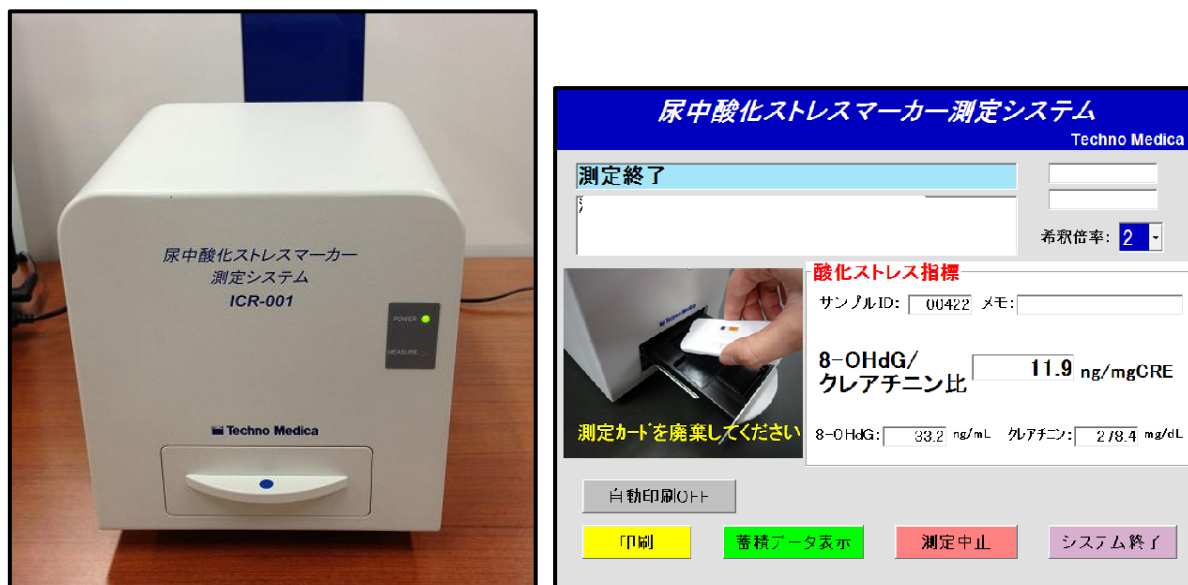 尿中酸化ストレスマーカー
測定システム
ICR-001
POWER
MEASURE
Techno Medica
尿中酸化ストレスマーカー測定システム
Techno Medica
測定終了
希釈倍率: 2
測定カードを廃棄してください
酸化ストレス指標
サンプルID: 00422 メモ:
8-OHdG/
クレアチニン比 11.9 ng/mgCRE
8-OHdG: 33.2 ng/mL クレアチニン: 278.4 mg/dL
自動印刷OFF
印刷 蓄積データ表示 測定中止 システム終了